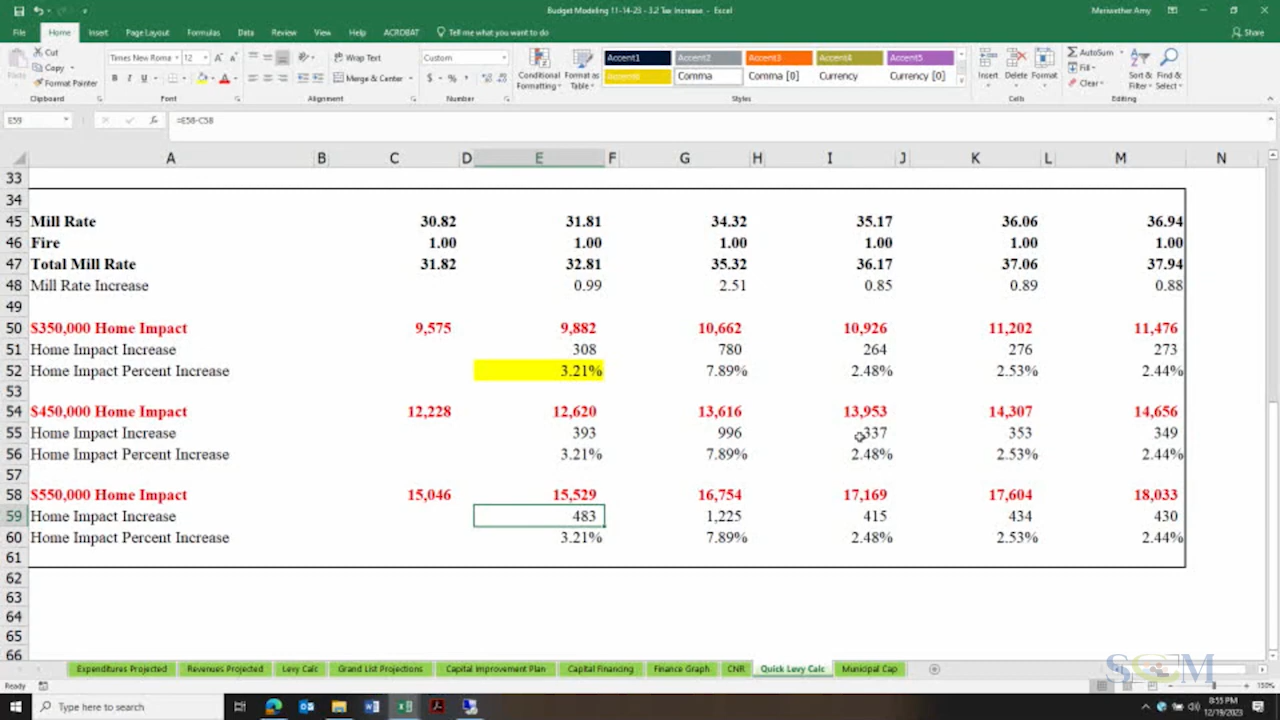 Budget Modeling 11-14-23 - 3.2 Tax Increase - Excel Meriwether Amy
File Home Insert Page Layout Formulas Data Review View Help ACROBAT Tell me what you want to do Share
Cut Times New Roma 12 Wrap Text Custom Accent1 Accent2 Accent3 Accent4 Accent5 AutoSum
Copy Paste Fill
Format Painter B I U Merge & Center $ % Conditional Formatting Format as Table Accent6 Comma Comma [0] Currency Currency [0] Insert Delete Format Clear Sort & Filter Find & Select
Clipboard Font Alignment Number Styles Cells Editing
E59 fx =E58-C58
A B C D E F G H I J K L M N
33
34
45 Mill Rate 30.82 31.81 34.32 35.17 36.06 36.94
46 Fire 1.00 1.00 1.00 1.00 1.00 1.00
47 Total Mill Rate 31.82 32.81 35.32 36.17 37.06 37.94
48 Mill Rate Increase 0.99 2.51 0.85 0.89 0.88
49
50 $350,000 Home Impact 9,575 9,882 10,662 10,926 11,202 11,476
51 Home Impact Increase 308 780 264 276 273
52 Home Impact Percent Increase 3.21% 7.89% 2.48% 2.53% 2.44%
53
54 $450,000 Home Impact 12,228 12,620 13,616 13,953 14,307 14,656
55 Home Impact Increase 393 996 337 353 349
56 Home Impact Percent Increase 3.21% 7.89% 2.48% 2.53% 2.44%
57
58 $550,000 Home Impact 15,046 15,529 16,754 17,169 17,604 18,033
59 Home Impact Increase 483 1,225 415 434 430
60 Home Impact Percent Increase 3.21% 7.89% 2.48% 2.53% 2.44%
61
62
63
64
65
66
Expenditures Projected Revenues Projected Levy Calc Grand List Projections Capital Improvement Plan Capital Financing Finance Graph CNR Quick Levy Calc Municipal Cap
SCM
Ready 150%
Type here to search 8:55 PM
12/19/2023